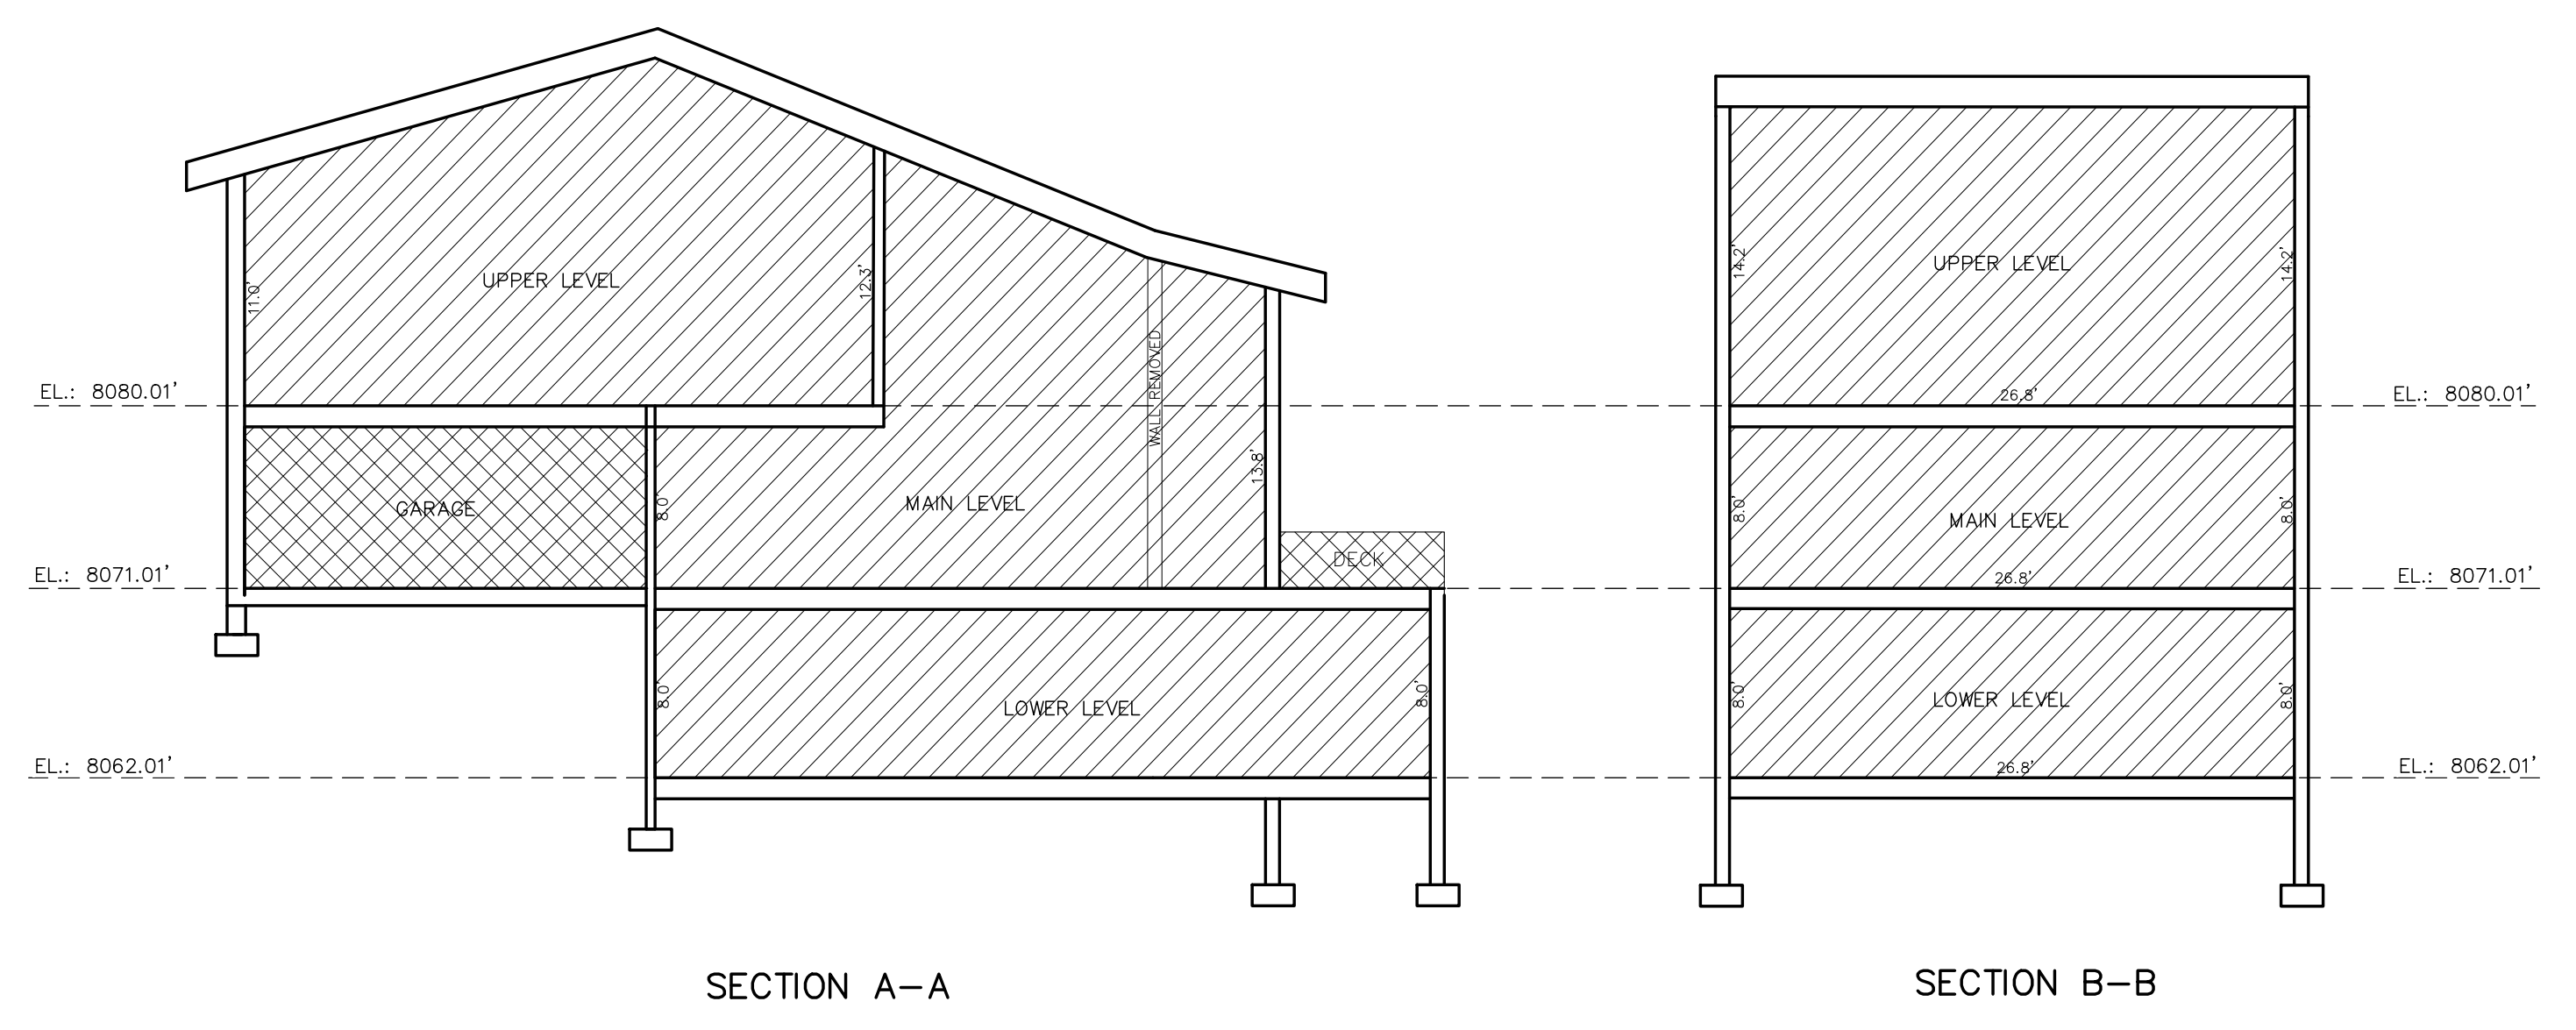 UPPER LEVEL
11.0'
12.3'
EL.: 8080.01'
WALL REMOVED
13.8'
GARAGE
8.0'
MAIN LEVEL
DECK
EL.: 8071.01'
8.0'
LOWER LEVEL
8.0'
EL.: 8062.01'
SECTION A-A
14.2'
UPPER LEVEL
14.2'
26.8'
EL.: 8080.01'
8.0'
MAIN LEVEL
8.0'
26.8'
EL.: 8071.01'
8.0'
LOWER LEVEL
8.0'
26.8'
EL.: 8062.01'
SECTION B-B